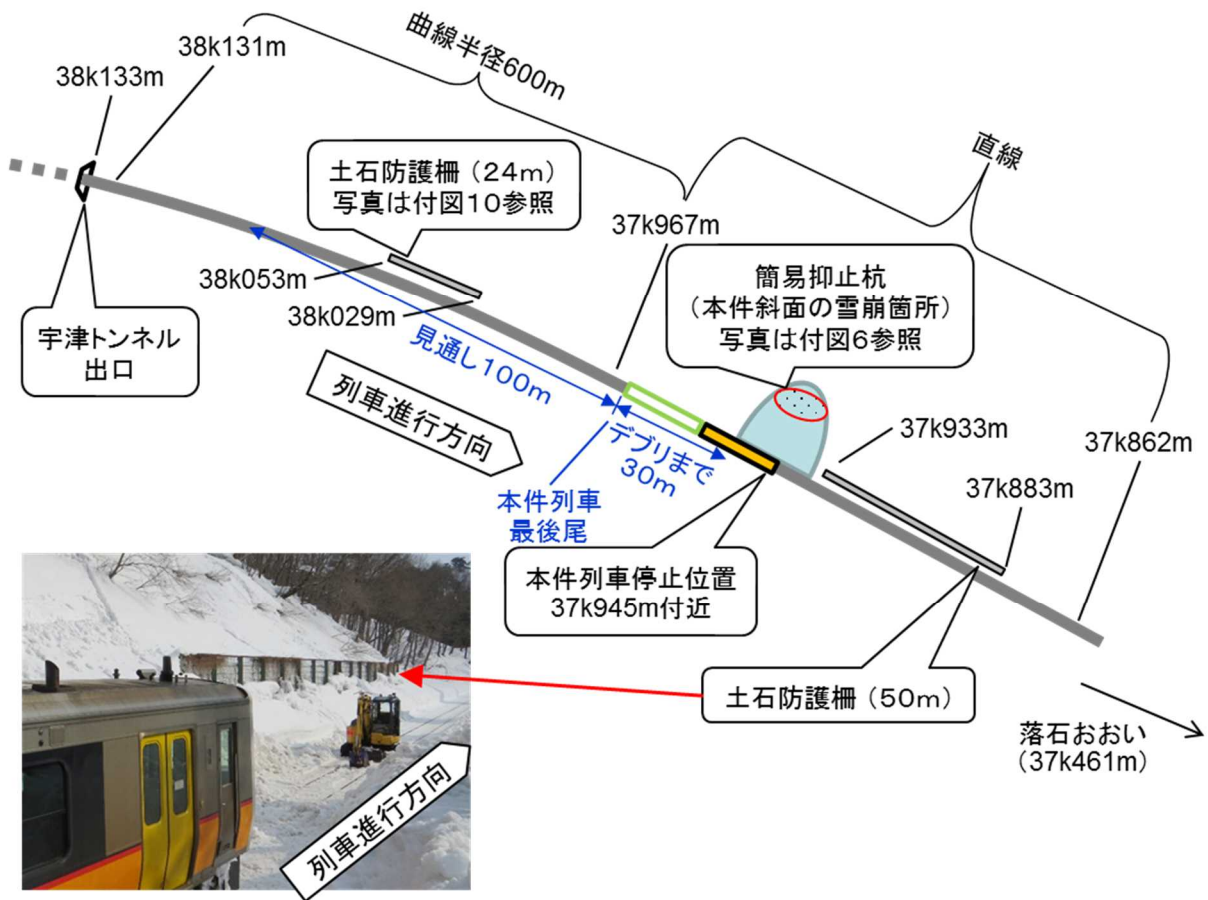 曲線半径600m
38k131m
38k133m
直線
土石防護柵（24m）
写真は付図10参照
37k967m
簡易抑止杭
（本件斜面の雪崩箇所）
写真は付図6参照
38k053m
38k029m
宇津トンネル
出口
見通し100m
列車進行方向
デブリまで
30m
37k933m
37k862m
37k883m
本件列車
最後尾
本件列車停止位置
37k945m付近
土石防護柵（50m）
落石おおい
（37k461m）
列車進行方向